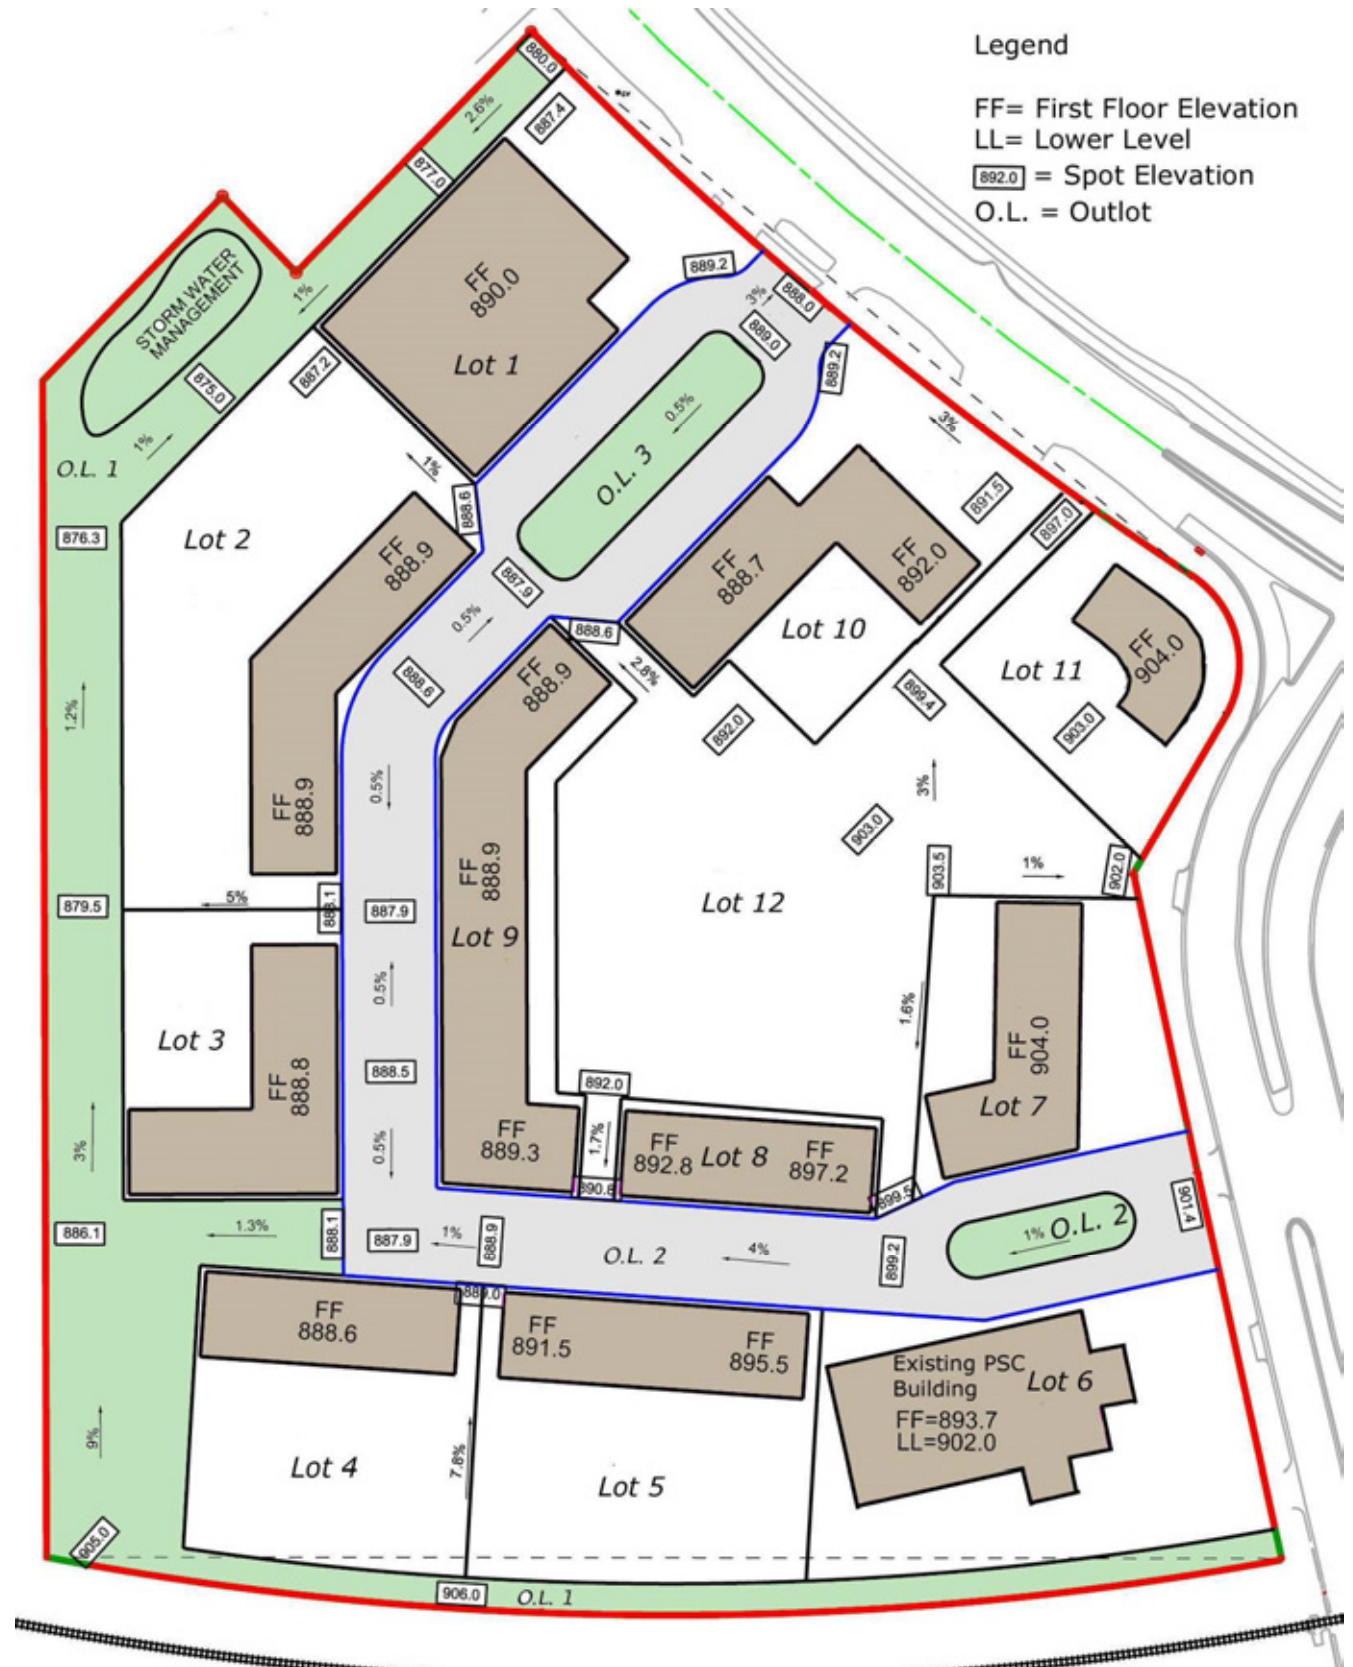 Legend
FF= First Floor Elevation
LL= Lower Level
892.0 = Spot Elevation
O.L. = Outlot
880.0
2.6%
887.4
877.0
STORM WATER
MANAGEMENT
1%
FF
890.0
Lot 1
889.2
3%
888.0
889.0
889.2
887.2
875.0
1%
O.L. 1
0.5%
O.L. 3
3%
1%
888.6
891.5
897.0
876.3
Lot 2
FF
888.9
887.9
FF
888.7
FF
892.0
0.5%
888.6
Lot 10
FF
904.0
Lot 11
2.8%
FF
888.9
888.6
899.4
903.0
892.0
1.2%
0.5%
3%
FF
888.9
903.0
FF
888.9
903.5
1%
902.0
5%
879.5
888.1
887.9
Lot 12
Lot 9
0.5%
1.6%
Lot 3
FF
888.8
888.5
892.0
FF
904.0
Lot 7
3%
0.5%
FF
889.3
1.7%
FF
892.8
Lot 8
FF
897.2
890.8
899.5
886.1
1.3%
888.1
887.9
1%
888.9
O.L. 2
4%
899.2
1%
O.L. 2
901.4
889.0
FF
888.6
FF
891.5
FF
895.5
Existing PSC
Building
Lot 6
FF=893.7
LL=902.0
9%
Lot 4
7.8%
Lot 5
905.0
906.0
O.L. 1